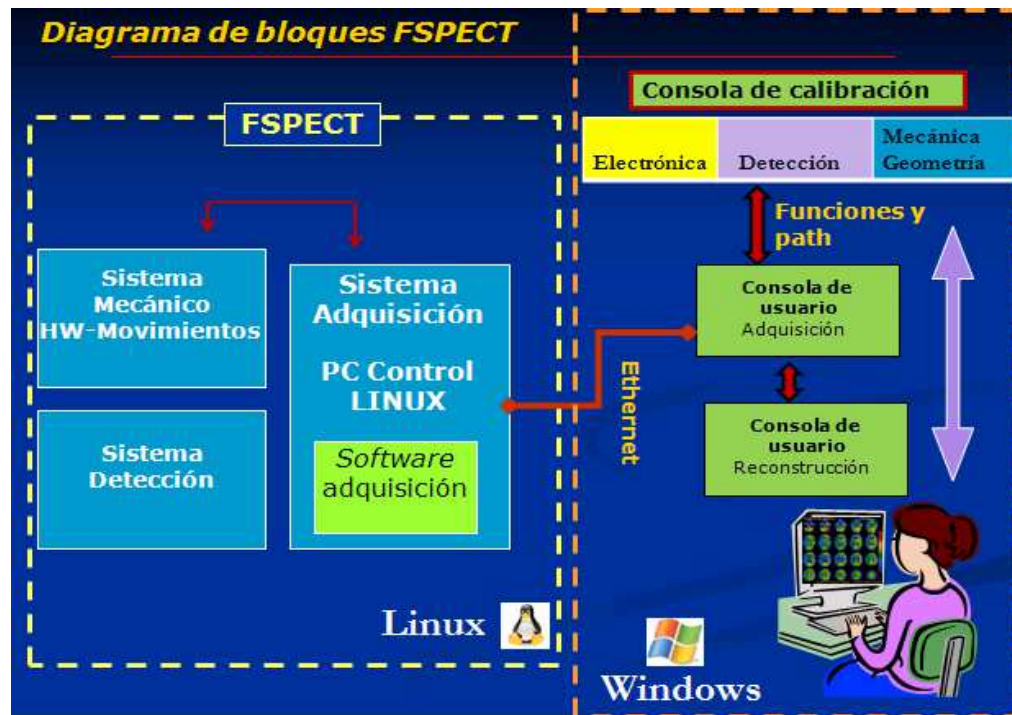 Diagrama de bloques FSPECT
FSPECT
Sistema
Mecánico
HW-Movimientos
Sistema
Detección
Sistema
Adquisición
PC Control
LINUX
Software
adquisición
Linux
Consola de calibración
Electrónica
Detección
Mecánica
Geometría
Funciones y
path
Consola de
usuario
Adquisición
Ethernet
Consola de
usuario
Reconstrucción
Windows